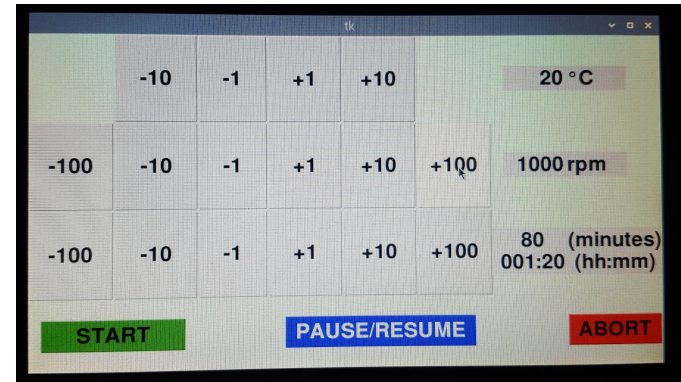 tk
-10 -1 +1 +10 20 °C
-100 -10 -1 +1 +10 +100 1000 rpm
-100 -10 -1 +1 +10 +100 80 (minutes)
001:20 (hh:mm)
START PAUSE/RESUME ABORT